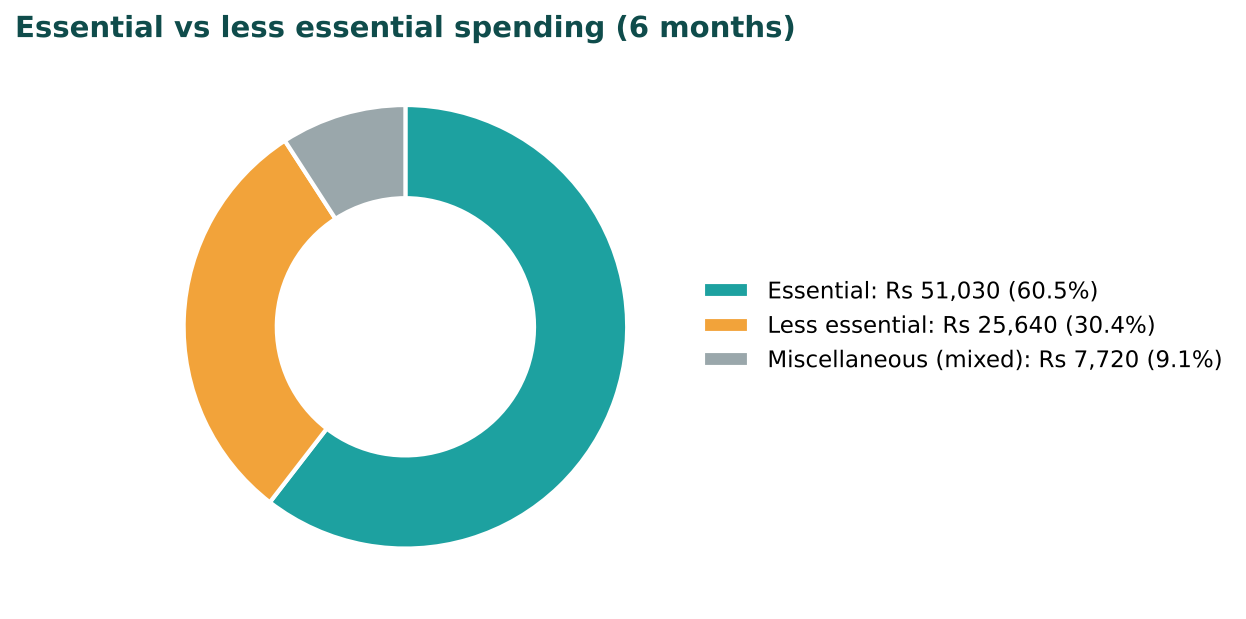 Essential vs less essential spending (6 months)
Essential: Rs 51,030 (60.5%)
Less essential: Rs 25,640 (30.4%)
Miscellaneous (mixed): Rs 7,720 (9.1%)